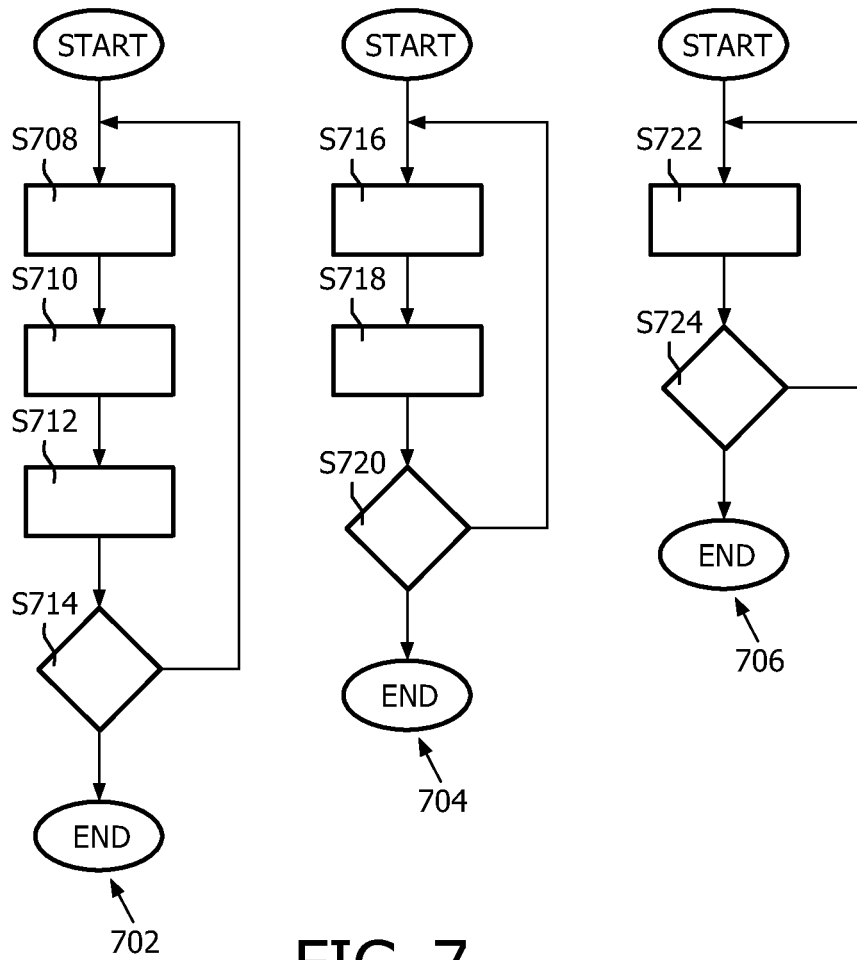 START
S708
S710
S712
S714
END
702
START
S716
S718
S720
END
704
START
S722
S724
END
706
FIG. 7